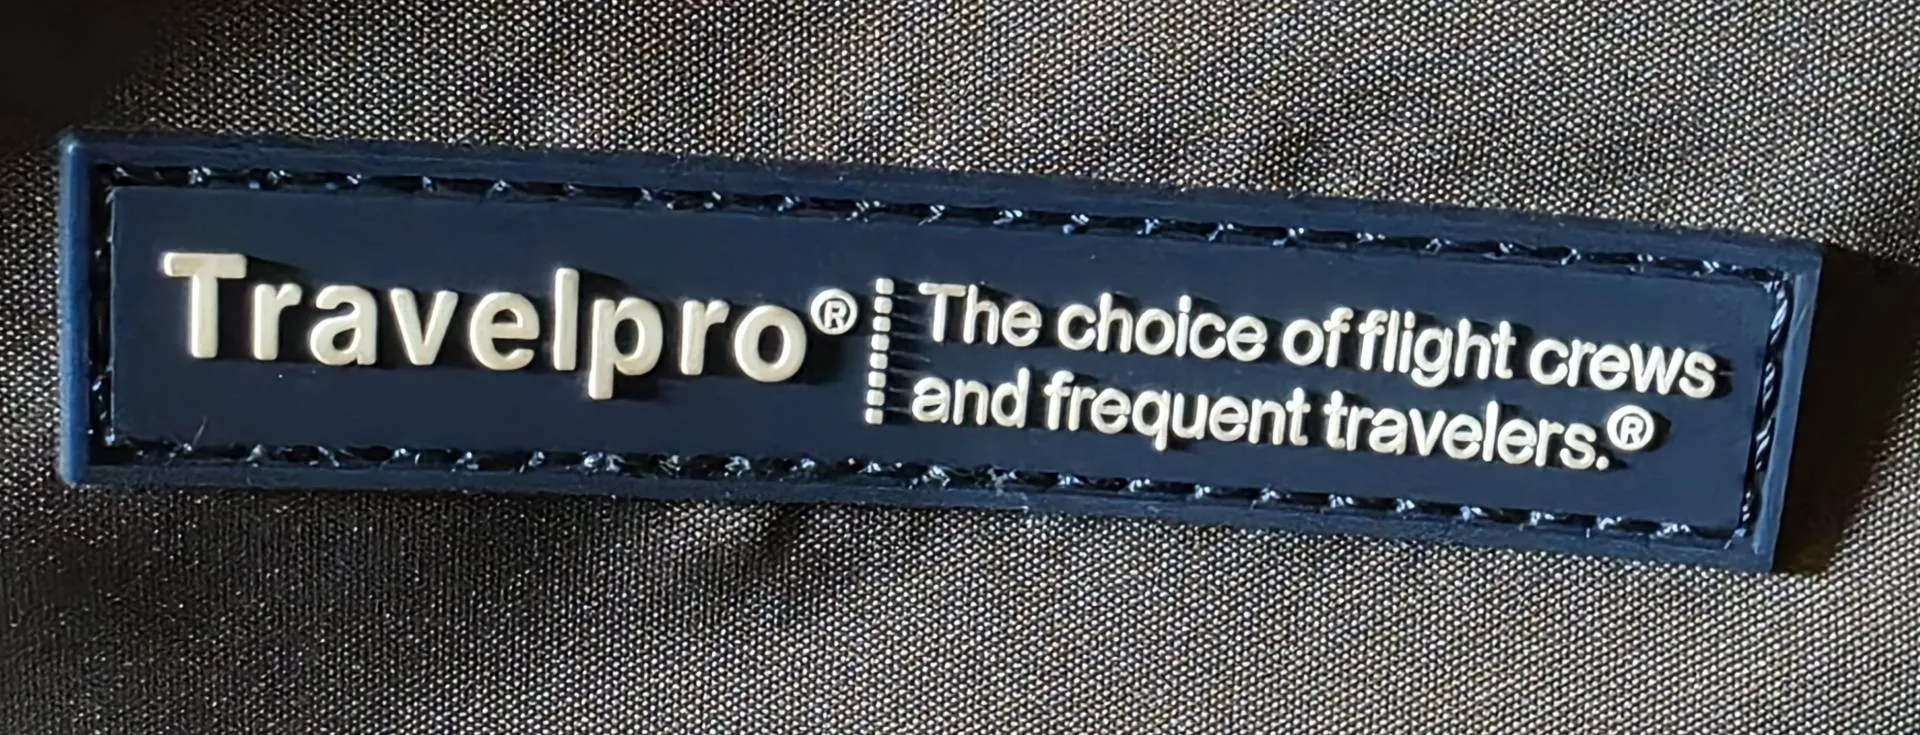 Travelpro®
The choice of flight crews
and frequent travelers.®